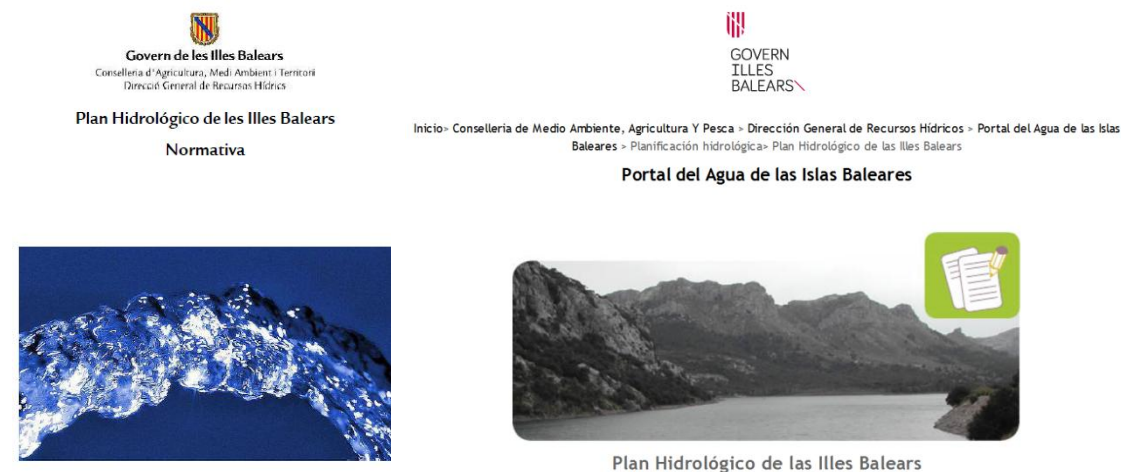 Govern de les Illes Balears
Conselleria d'Agricultura, Medi Ambient i Territori
Direcció General de Recursos Hídrics
Plan Hidrológico de les Illes Balears
Normativa
GOVERN
ILLES
BALEARS
Inicio> Conselleria de Medio Ambiente, Agricultura Y Pesca > Dirección General de Recursos Hídricos > Portal del Agua de las Islas
Baleares > Planificación hidrológica> Plan Hidrológico de las Illes Balears
Portal del Agua de las Islas Baleares
Plan Hidrológico de las Illes Balears